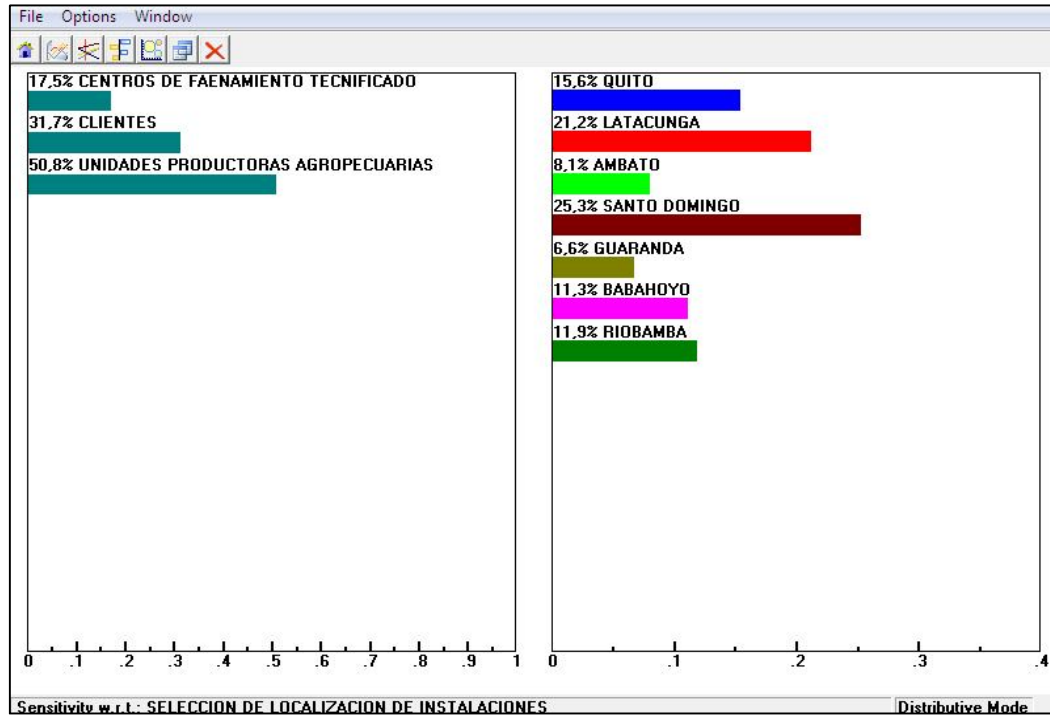 File Options Window
17,5% CENTROS DE FAENAMIENTO TECNIFICADO
31,7% CLIENTES
50,8% UNIDADES PRODUCTORAS AGROPECUARIAS
0 .1 .2 .3 .4 .5 .6 .7 .8 .9 1
15,6% QUITO
21,2% LATACUNGA
8,1% AMBATO
25,3% SANTO DOMINGO
6,6% GUARANDA
11,3% BABAHOYO
11,9% RIOBAMBA
0 .1 .2 .3 .4
Sensitivity w.r.t.: SELECCION DE LOCALIZACION DE INSTALACIONES
Distributive Mode